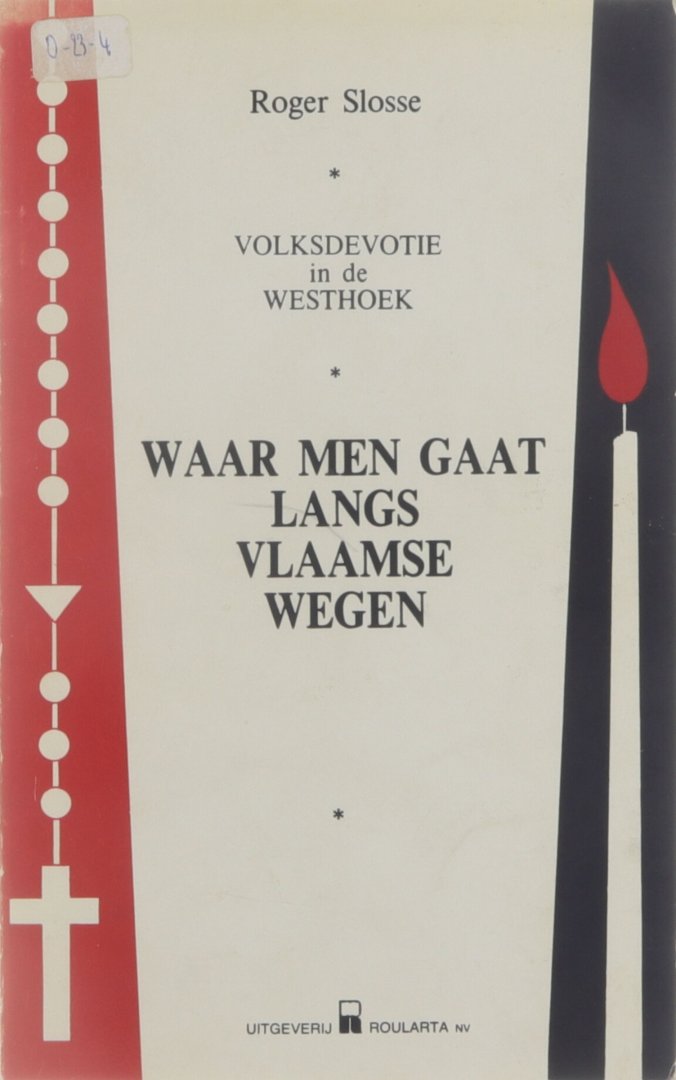 0-23-4
Roger Slosse
*
VOLKSDEVOTIE
in de
WESTHOEK
*
WAAR MEN GAAT
LANGS
VLAAMSE
WEGEN
*
UITGEVERIJ R ROULARTA NV